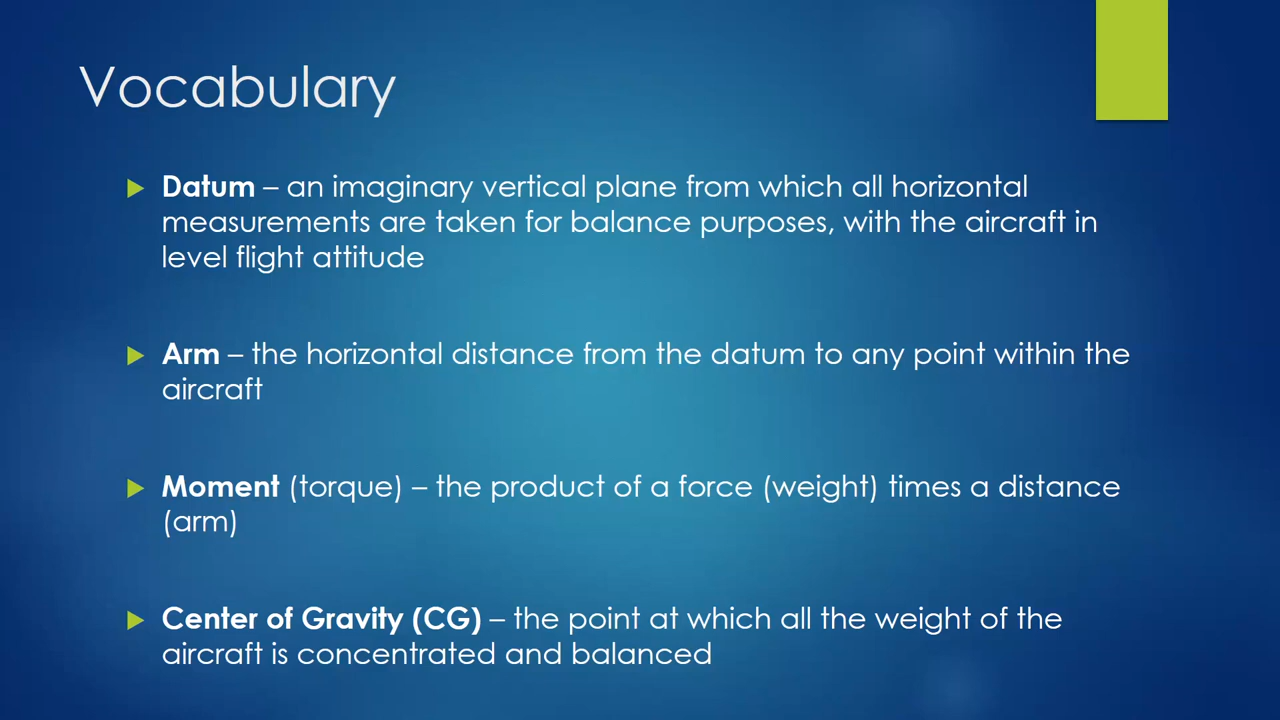 Vocabulary
Datum – an imaginary vertical plane from which all horizontal
measurements are taken for balance purposes, with the aircraft in
level flight attitude
Arm – the horizontal distance from the datum to any point within the
aircraft
Moment (torque) – the product of a force (weight) times a distance
(arm)
Center of Gravity (CG) – the point at which all the weight of the
aircraft is concentrated and balanced